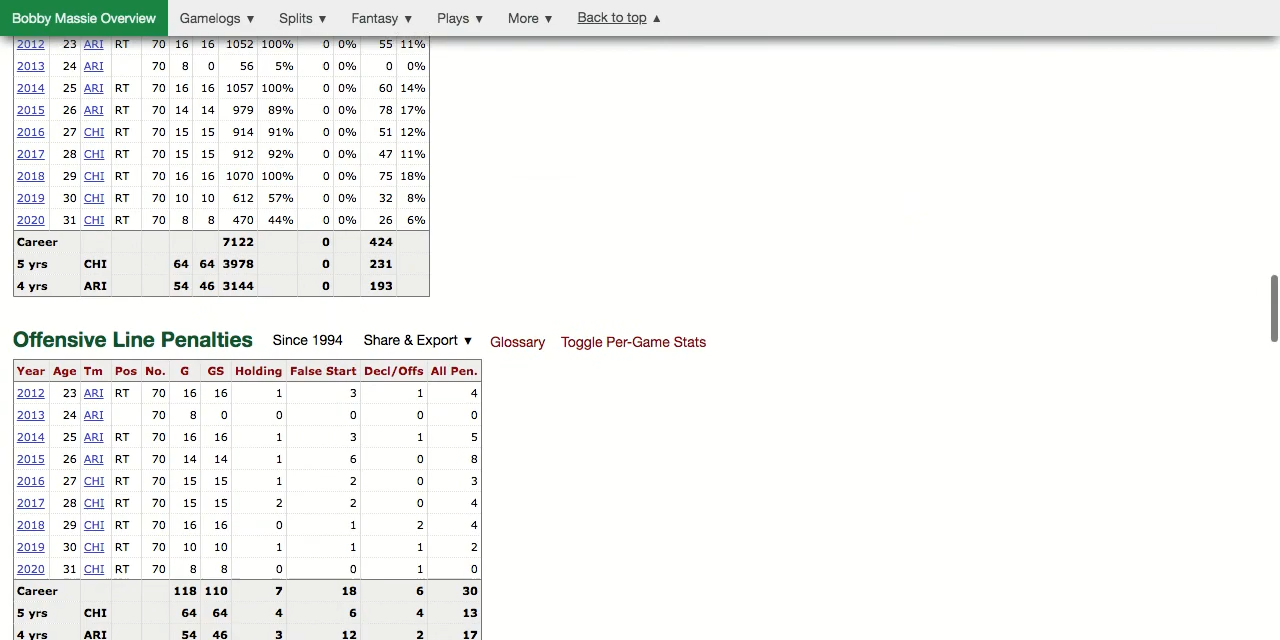 Bobby Massie Overview Gamelogs ▼ Splits ▼ Fantasy ▼ Plays ▼ More ▼ Back to top ▲
2012 23 ARI RT 70 16 16 1052 100% 0 0% 55 11%
2013 24 ARI 70 8 0 56 5% 0 0% 0 0%
2014 25 ARI RT 70 16 16 1057 100% 0 0% 60 14%
2015 26 ARI RT 70 14 14 979 89% 0 0% 78 17%
2016 27 CHI RT 70 15 15 914 91% 0 0% 51 12%
2017 28 CHI RT 70 15 15 912 92% 0 0% 47 11%
2018 29 CHI RT 70 16 16 1070 100% 0 0% 75 18%
2019 30 CHI RT 70 10 10 612 57% 0 0% 32 8%
2020 31 CHI RT 70 8 8 470 44% 0 0% 26 6%
Career 7122 0 424
5 yrs CHI 64 64 3978 0 231
4 yrs ARI 54 46 3144 0 193
Offensive Line Penalties Since 1994 Share & Export ▼ Glossary Toggle Per-Game Stats
Year Age Tm Pos No. G GS Holding False Start Decl/Offs All Pen.
2012 23 ARI RT 70 16 16 1 3 1 4
2013 24 ARI 70 8 0 0 0 0 0
2014 25 ARI RT 70 16 16 1 3 1 5
2015 26 ARI RT 70 14 14 1 6 0 8
2016 27 CHI RT 70 15 15 1 2 0 3
2017 28 CHI RT 70 15 15 2 2 0 4
2018 29 CHI RT 70 16 16 0 1 2 4
2019 30 CHI RT 70 10 10 1 1 1 2
2020 31 CHI RT 70 8 8 0 0 1 0
Career 118 110 7 18 6 30
5 yrs CHI 64 64 4 6 4 13
4 yrs ARI 54 46 3 12 2 17